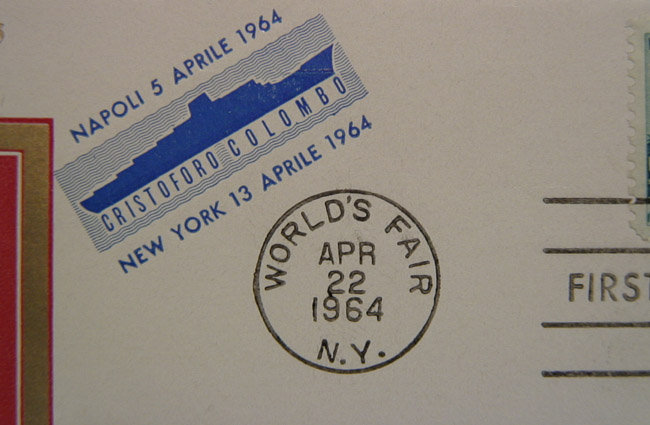 NAPOLI 5 APRILE 1964
CRISTOFORO COLOMBO
NEW YORK 13 APRILE 1964
WORLD'S FAIR
APR
22
1964
N.Y.
FIRST